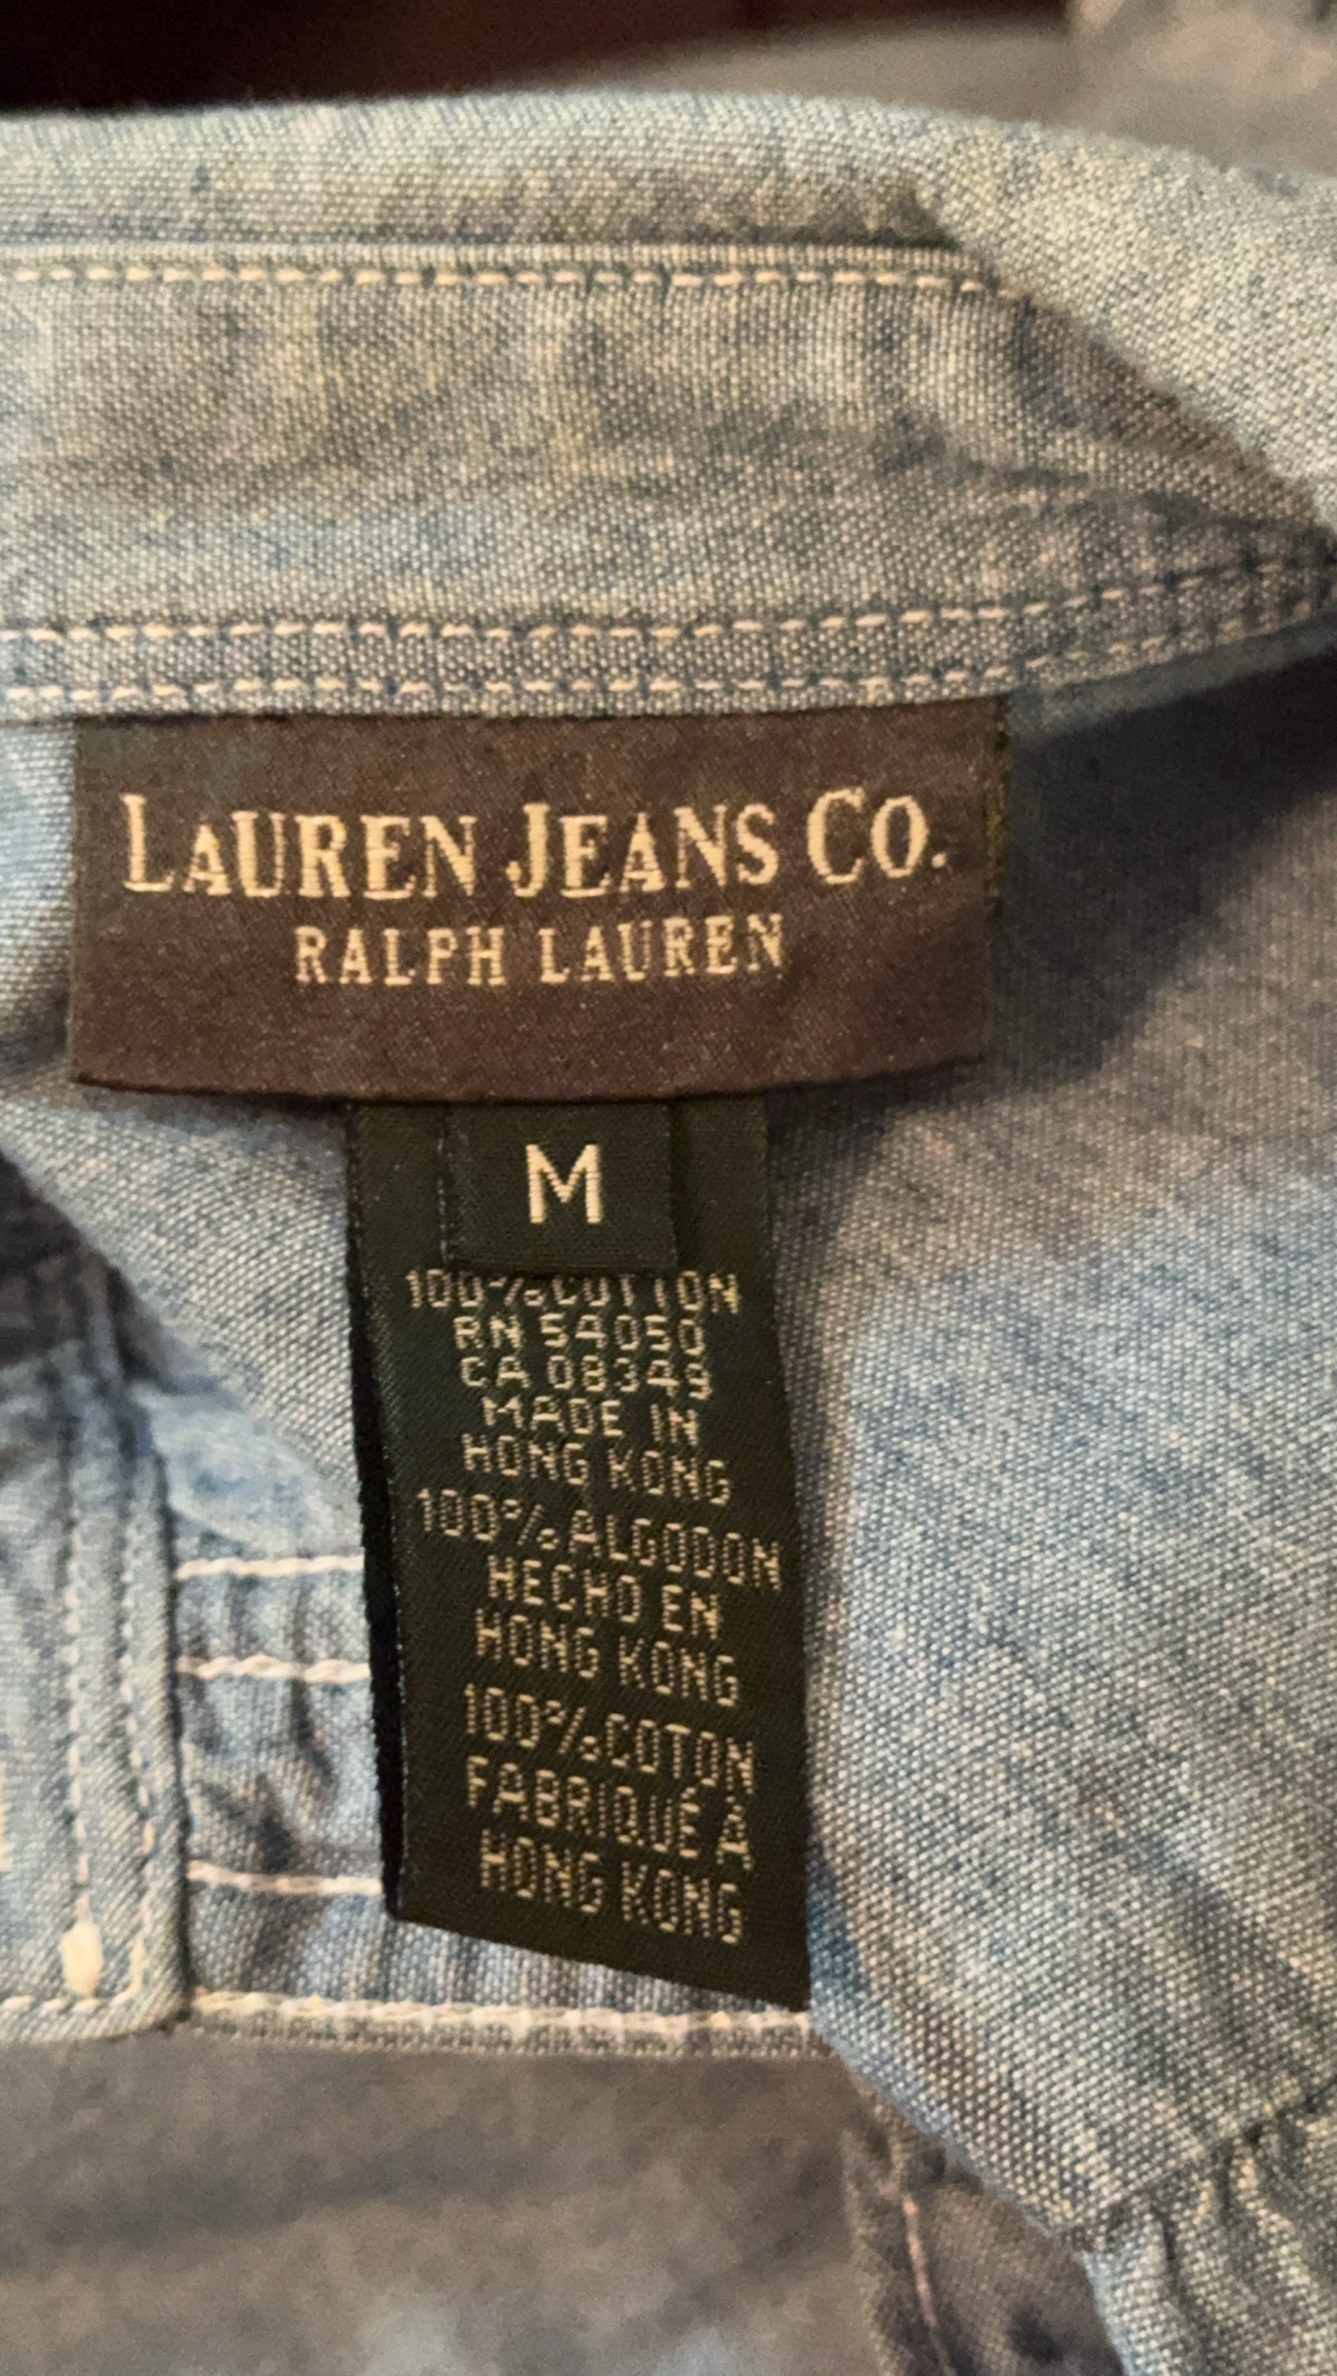 LAUREN JEANS CO.
RALPH LAUREN
M
100% COTTON
RN 54050
CA 08349
MADE IN
HONG KONG
100% ALGODON
HECHO EN
HONG KONG
100% COTON
FABRIQUÉ À
HONG KONG